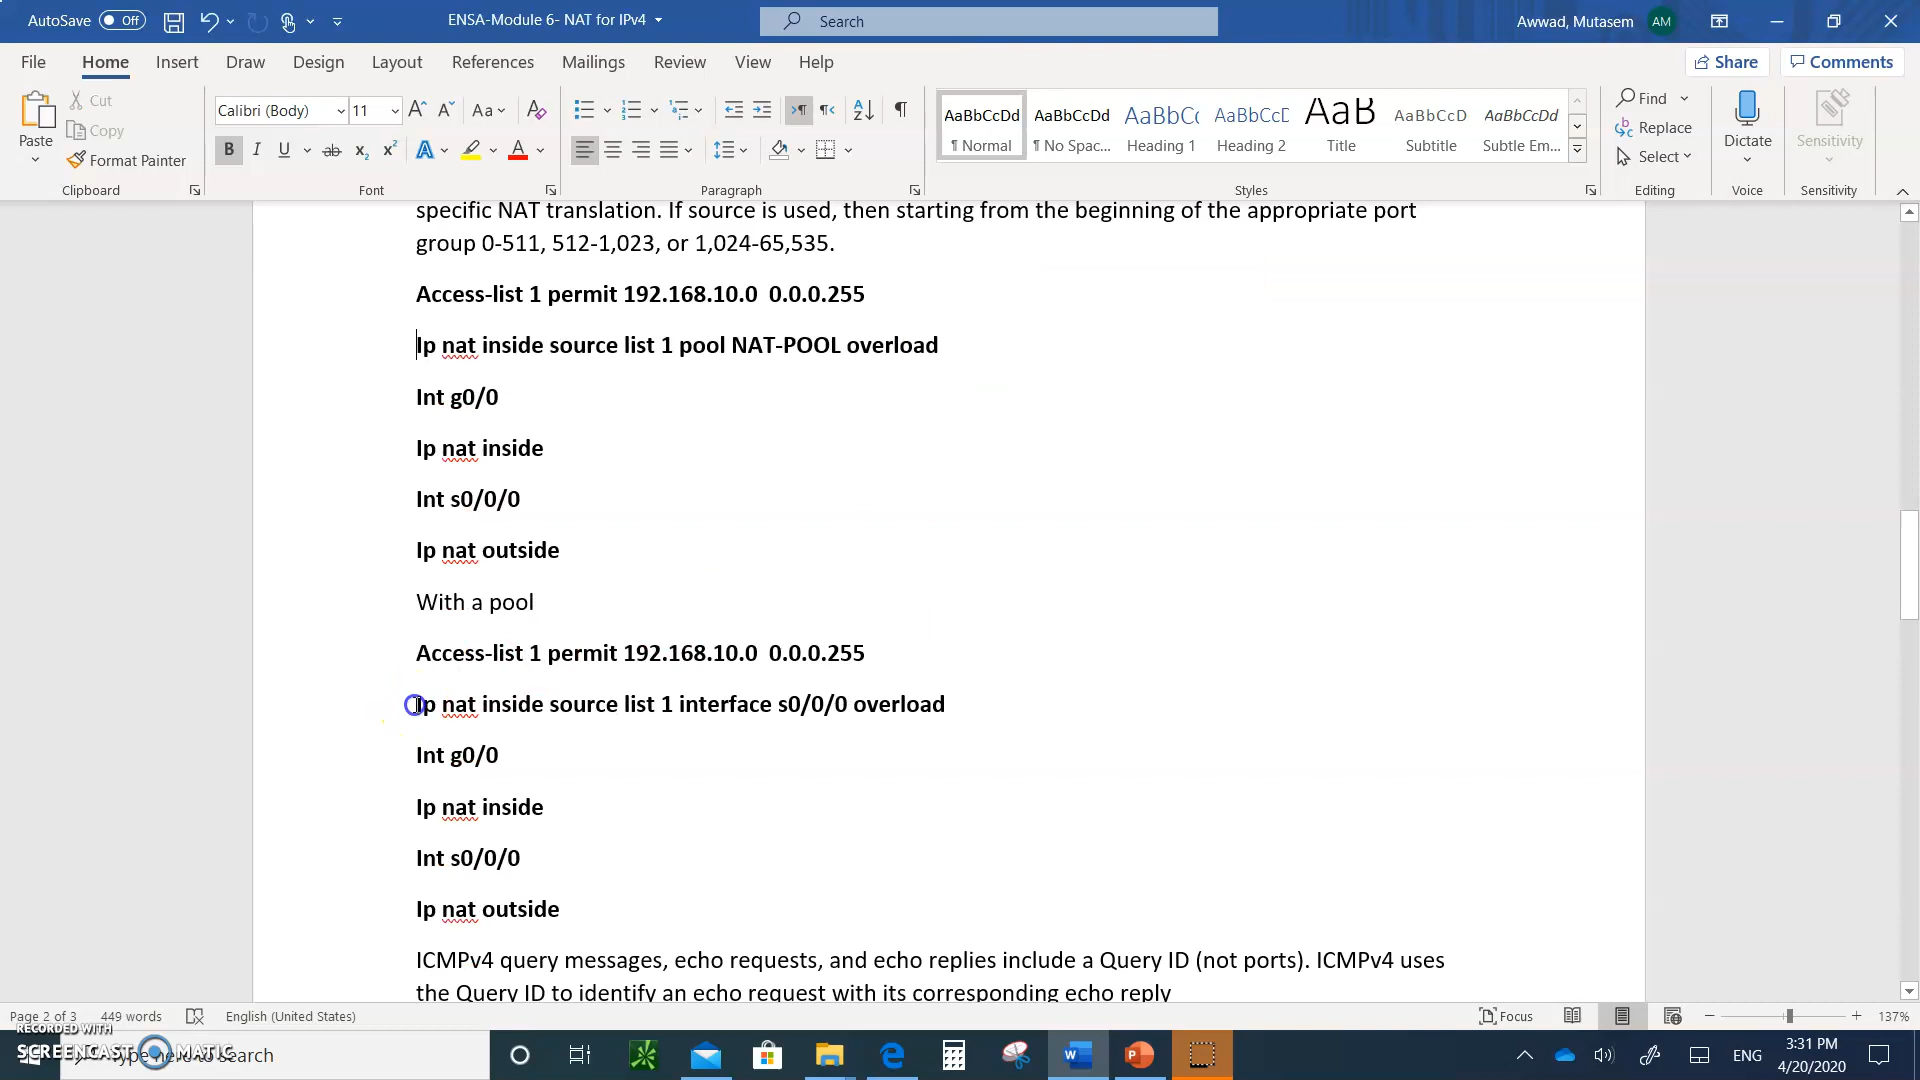 AutoSave Off
ENSA-Module 6- NAT for IPv4
Search
Awwad, Mutasem AM
File Home Insert Draw Design Layout References Mailings Review View Help
Share Comments
Paste
Cut
Copy
Format Painter
Clipboard
Calibri (Body) 11
Font
Paragraph
AaBbCcDd AaBbCcDd AaBbCc AaBbCcE AaB AaBbCcD AaBbCcDd
¶ Normal ¶ No Spac... Heading 1 Heading 2 Title Subtitle Subtle Em...
Styles
Find
Replace
Select
Editing
Dictate
Voice
Sensitivity
Sensitivity
specific NAT translation. If source is used, then starting from the beginning of the appropriate port
group 0-511, 512-1,023, or 1,024-65,535.
Access-list 1 permit 192.168.10.0 0.0.0.255
Ip nat inside source list 1 pool NAT-POOL overload
Int g0/0
Ip nat inside
Int s0/0/0
Ip nat outside
With a pool
Access-list 1 permit 192.168.10.0 0.0.0.255
Ip nat inside source list 1 interface s0/0/0 overload
Int g0/0
Ip nat inside
Int s0/0/0
Ip nat outside
ICMPv4 query messages, echo requests, and echo replies include a Query ID (not ports). ICMPv4 uses
the Query ID to identify an echo request with its corresponding echo reply
Page 2 of 3 449 words English (United States)
Focus 137%
RECORDED WITH
SCREENCAST MATIC
Type here to search
ENG
3:31 PM
4/20/2020